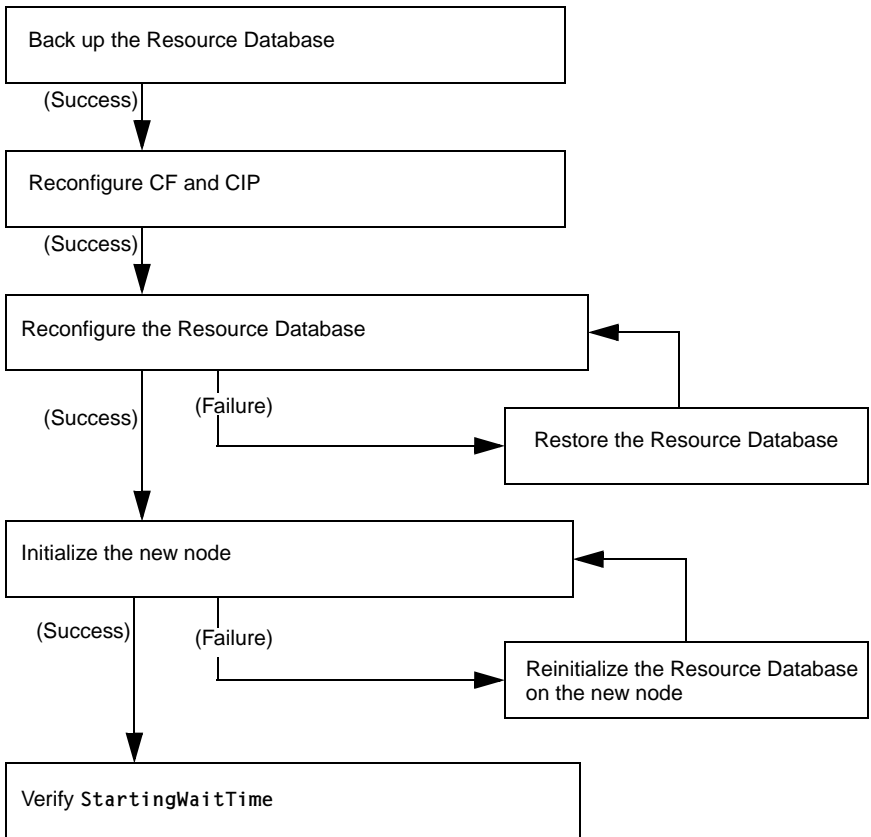 Back up the Resource Database
(Success)
Reconfigure CF and CIP
(Success)
Reconfigure the Resource Database
(Success)
(Failure)
Restore the Resource Database
Initialize the new node
(Success)
(Failure)
Reinitialize the Resource Database
on the new node
Verify StartingWaitTime